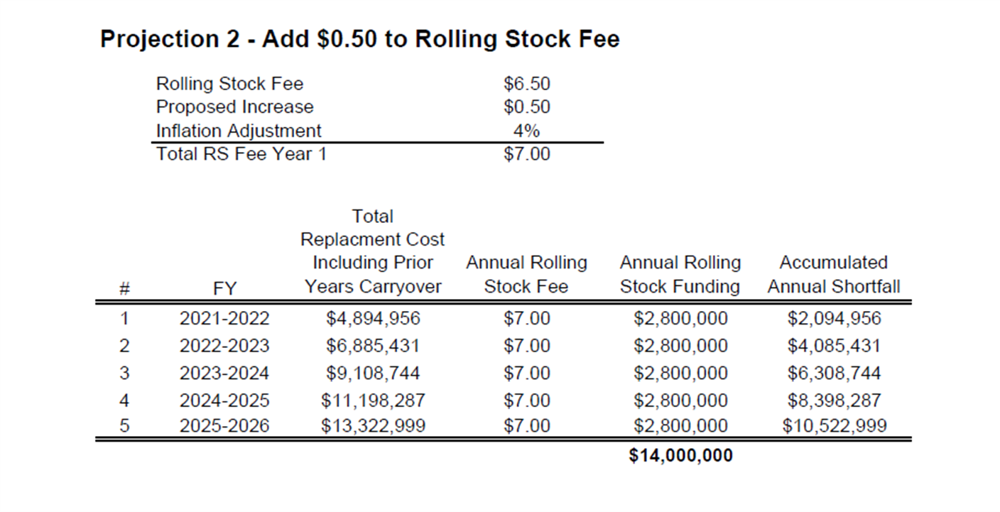 Projection 2 - Add $0.50 to Rolling Stock Fee
Rolling Stock Fee $6.50
Proposed Increase $0.50
Inflation Adjustment 4%
Total RS Fee Year 1 $7.00
Total
Replacment Cost
Including Prior Annual Rolling Annual Rolling Accumulated
# FY Years Carryover Stock Fee Stock Funding Annual Shortfall
1 2021-2022 $4,894,956 $7.00 $2,800,000 $2,094,956
2 2022-2023 $6,885,431 $7.00 $2,800,000 $4,085,431
3 2023-2024 $9,108,744 $7.00 $2,800,000 $6,308,744
4 2024-2025 $11,198,287 $7.00 $2,800,000 $8,398,287
5 2025-2026 $13,322,999 $7.00 $2,800,000 $10,522,999
$14,000,000